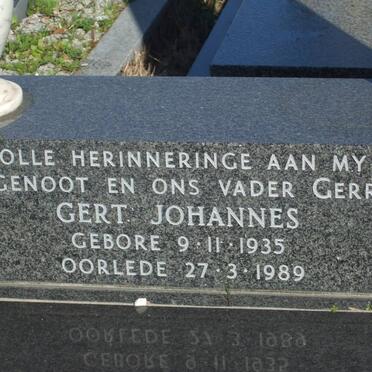 OLLE HERINNERINGE AAN MY
GENOOT EN ONS VADER GERR
GERT JOHANNES
GEBORE 9·11·1935
OORLEDE 27·3·1989